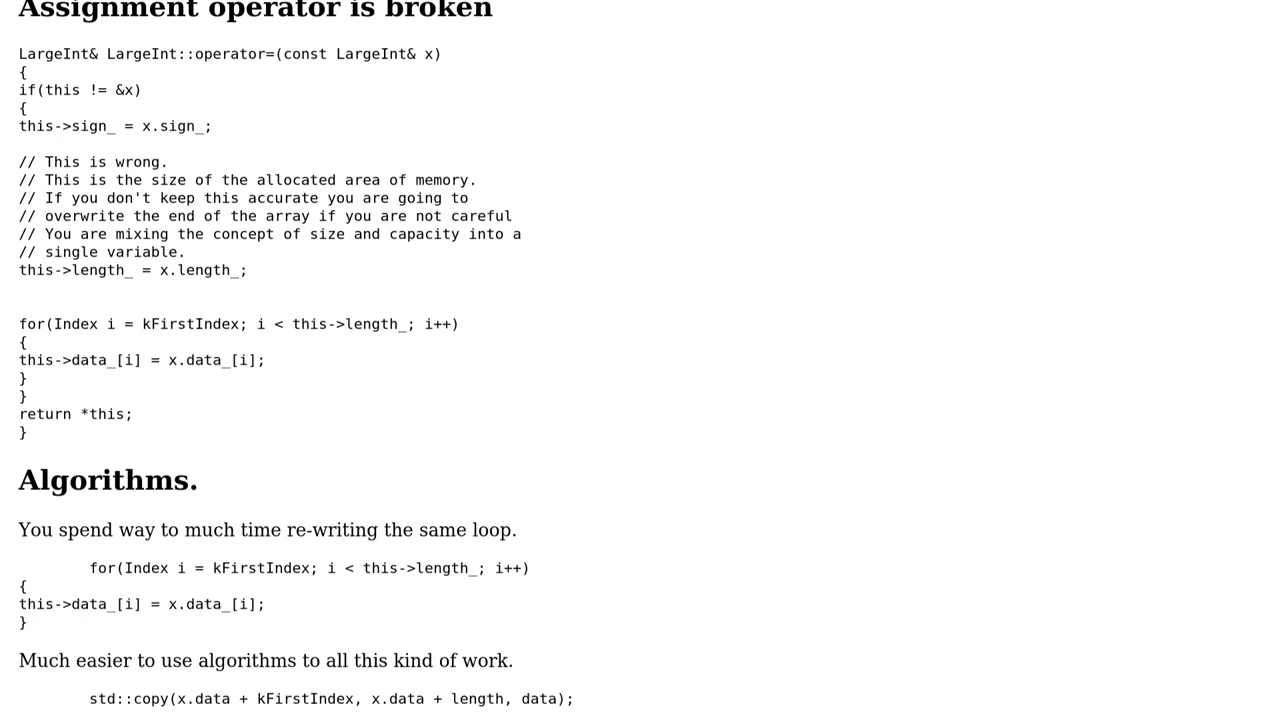 Assignment operator is broken
LargeInt& LargeInt::operator=(const LargeInt& x)
{
if(this != &x)
{
this->sign_ = x.sign_;
// This is wrong.
// This is the size of the allocated area of memory.
// If you don't keep this accurate you are going to
// overwrite the end of the array if you are not careful
// You are mixing the concept of size and capacity into a
// single variable.
this->length_ = x.length_;
for(Index i = kFirstIndex; i < this->length_; i++)
{
this->data_[i] = x.data_[i];
}
}
return *this;
}
Algorithms.
You spend way to much time re-writing the same loop.
for(Index i = kFirstIndex; i < this->length_; i++)
{
this->data_[i] = x.data_[i];
}
Much easier to use algorithms to all this kind of work.
std::copy(x.data + kFirstIndex, x.data + length, data);